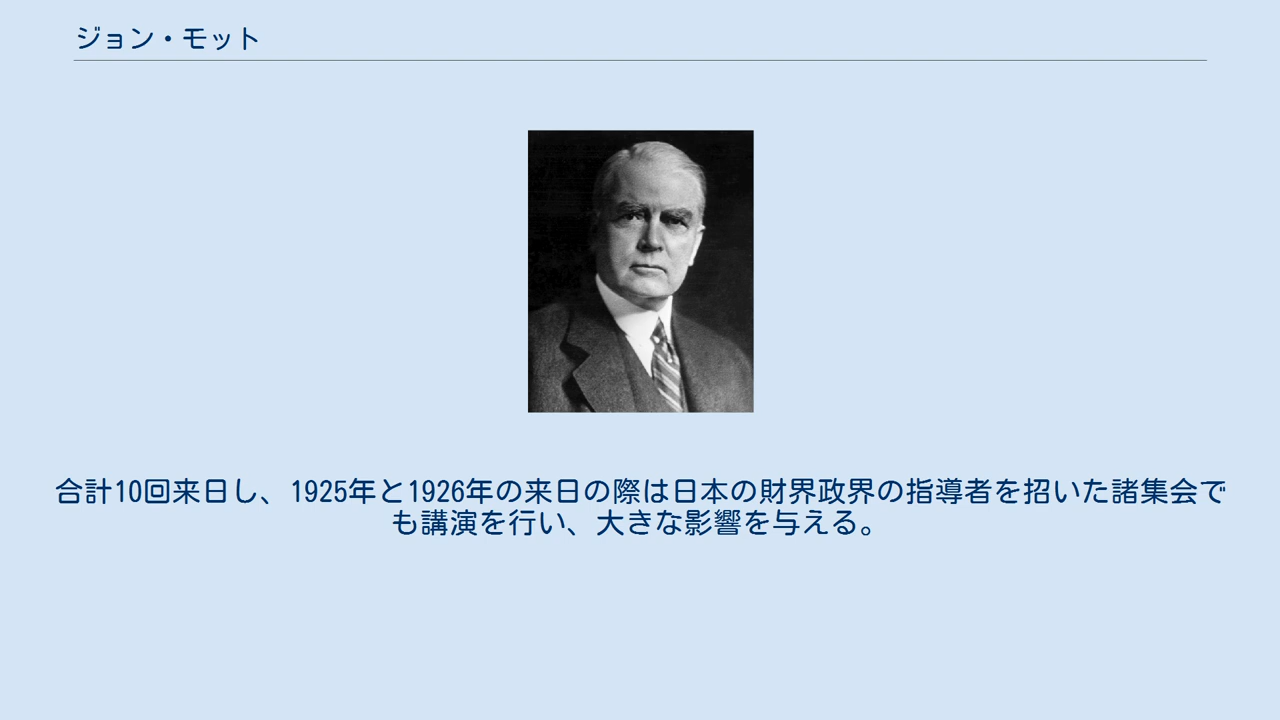 ジョン・モット
合計10回来日し、1925年と1926年の来日の際は日本の財界政界の指導者を招いた諸集会で
も講演を行い、大きな影響を与える。